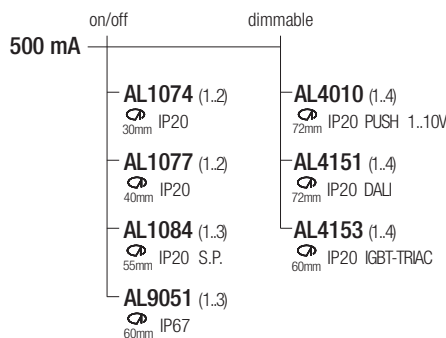 on/off dimmable
500 mA
AL1074 (1..2)
30mm IP20
AL1077 (1..2)
40mm IP20
AL1084 (1..3)
55mm IP20 S.P.
AL9051 (1..3)
60mm IP67
AL4010 (1..4)
72mm IP20 PUSH 1..10V
AL4151 (1..4)
72mm IP20 DALI
AL4153 (1..4)
60mm IP20 IGBT-TRIAC